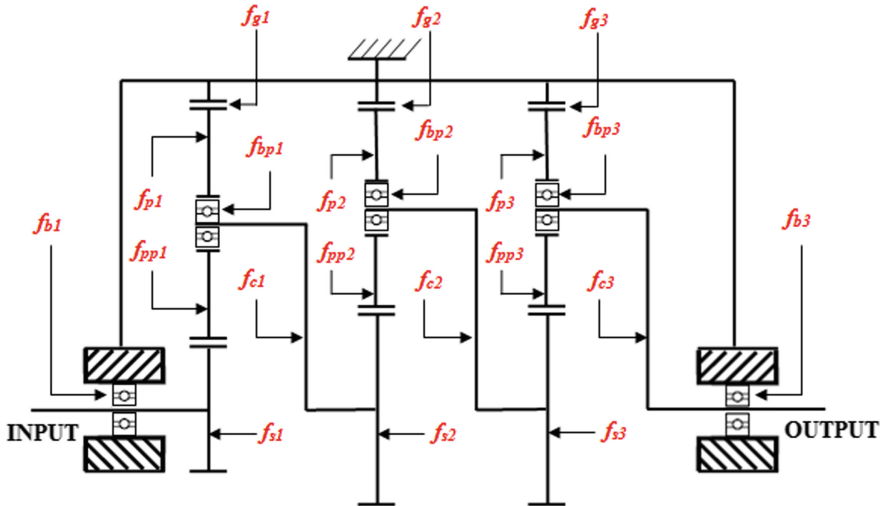 fg1 fg2 fg3
fbp1 fbp2 fbp3
fp1 fp2 fp3
fb1 fb3
fpp1 fc1 fpp2 fc2 fpp3 fc3
INPUT fs1 fs2 fs3 OUTPUT